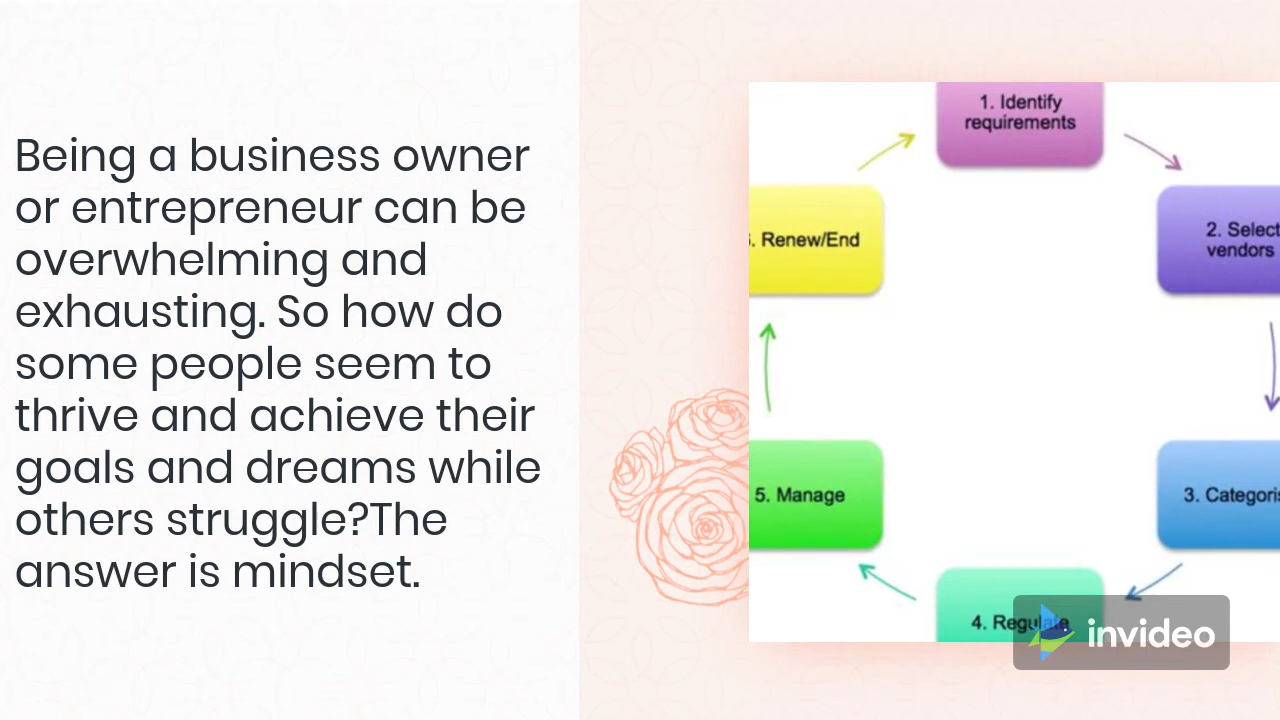 Being a business owner
or entrepreneur can be
overwhelming and
exhausting. So how do
some people seem to
thrive and achieve their
goals and dreams while
others struggle?The
answer is mindset.
1. Identify
requirements
2. Select
vendors
3. Categoris
4. Regulate
5. Manage
. Renew/End
invideo